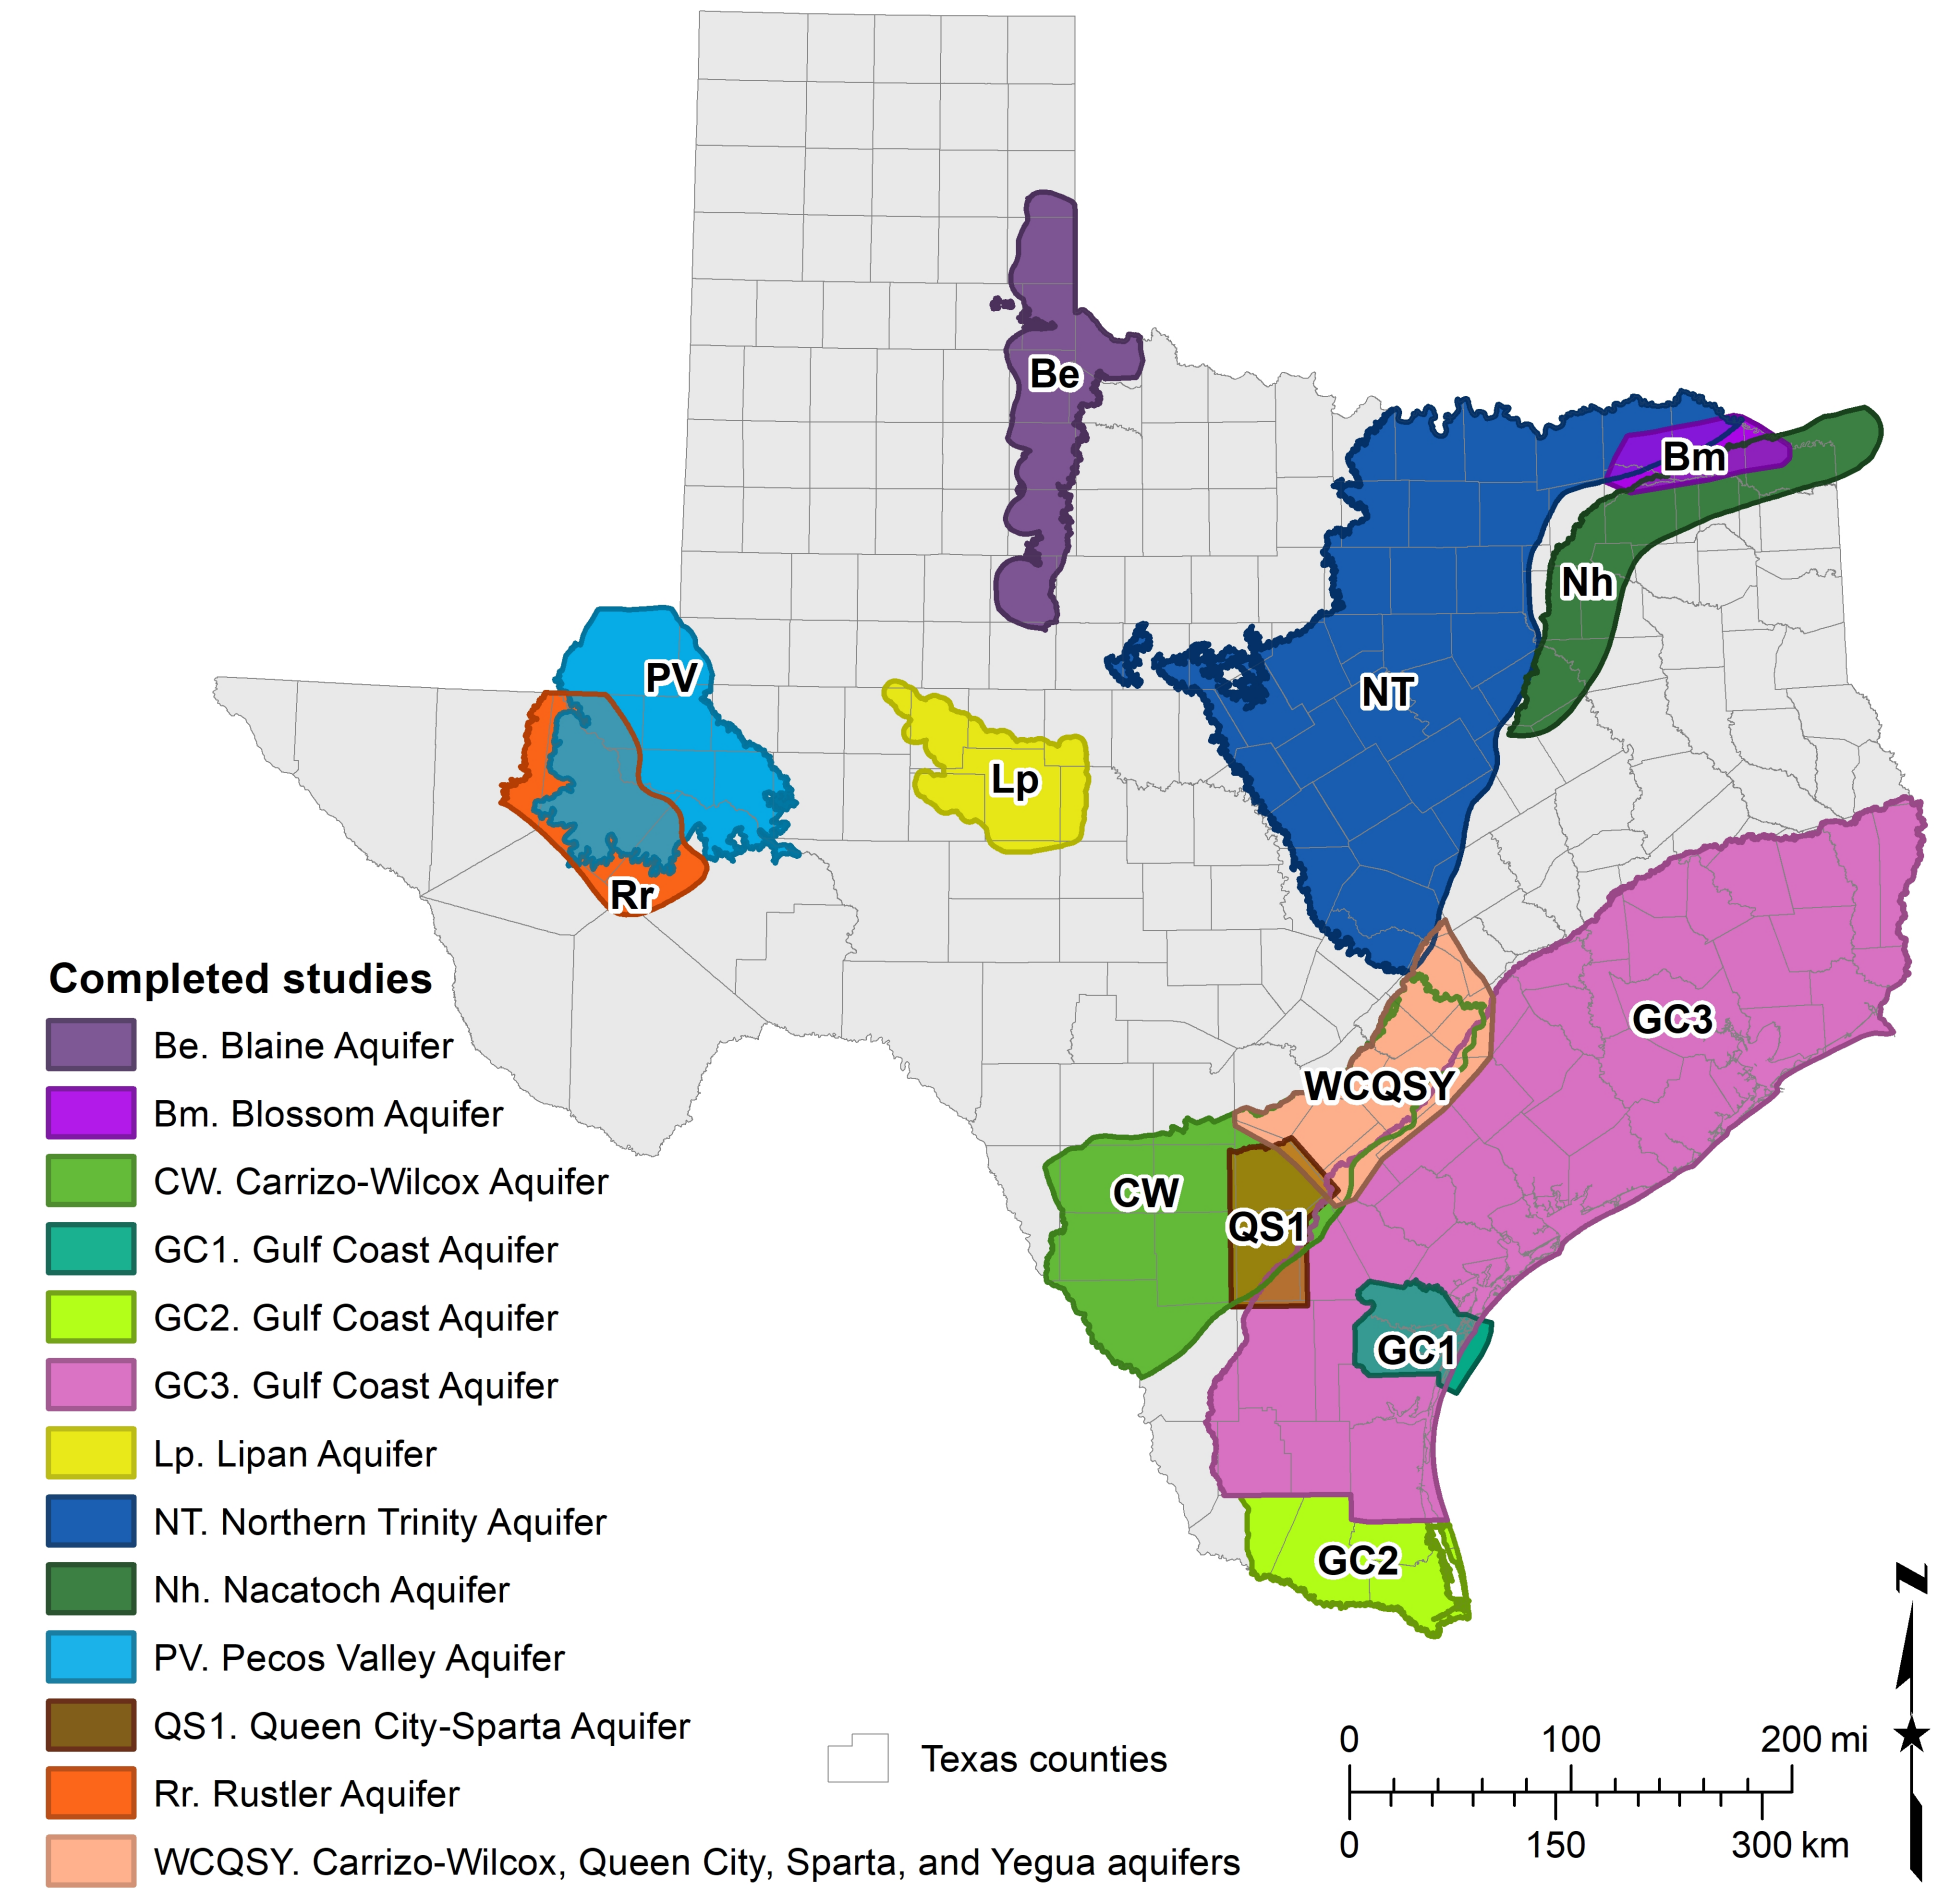 Be
Bm
Nh
NT
PV
Lp
Rr
GC3
WCQSY
CW
QS1
GC1
GC2
Completed studies
Be. Blaine Aquifer
Bm. Blossom Aquifer
CW. Carrizo-Wilcox Aquifer
GC1. Gulf Coast Aquifer
GC2. Gulf Coast Aquifer
GC3. Gulf Coast Aquifer
Lp. Lipan Aquifer
NT. Northern Trinity Aquifer
Nh. Nacatoch Aquifer
PV. Pecos Valley Aquifer
QS1. Queen City-Sparta Aquifer
Rr. Rustler Aquifer
WCQSY. Carrizo-Wilcox, Queen City, Sparta, and Yegua aquifers
Texas counties
0 100 200 mi
0 150 300 km
N